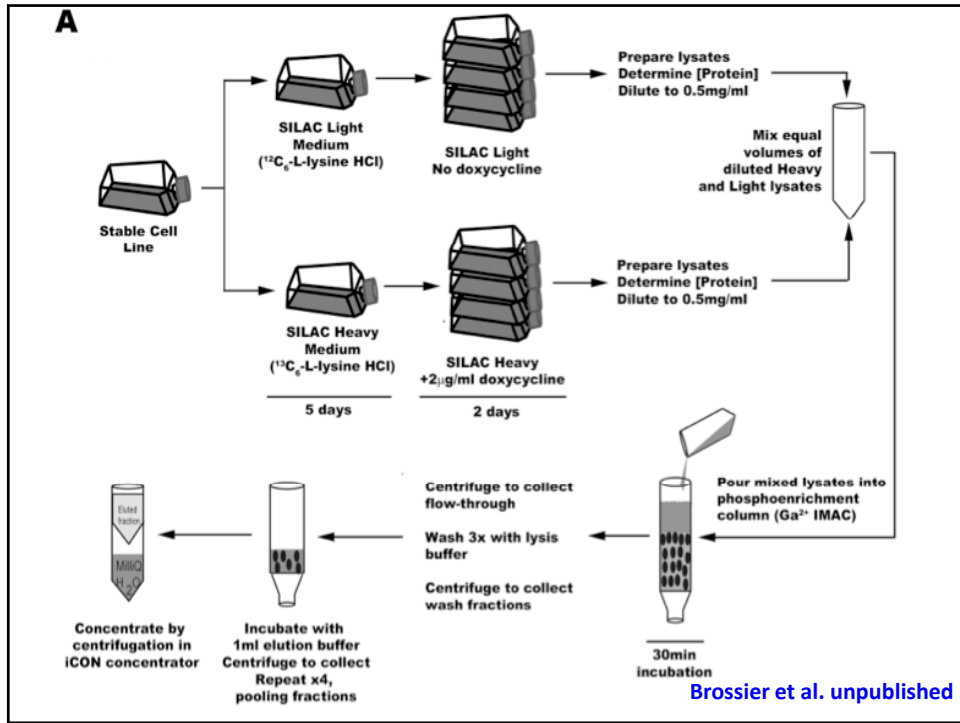 A
Stable Cell
Line
SILAC Light
Medium
(¹²C₆-L-lysine HCl)
SILAC Light
No doxycycline
Prepare lysates
Determine [Protein]
Dilute to 0.5mg/ml
Mix equal
volumes of
diluted Heavy
and Light lysates
SILAC Heavy
Medium
(¹³C₆-L-lysine HCl)
5 days
SILAC Heavy
+2µg/ml doxycycline
2 days
Prepare lysates
Determine [Protein]
Dilute to 0.5mg/ml
Pour mixed lysates into
phosphoenrichment
column (Ga²⁺ IMAC)
30min
incubation
Centrifuge to collect
flow-through
Wash 3x with lysis
buffer
Centrifuge to collect
wash fractions
Incubate with
1ml elution buffer
Centrifuge to collect
Repeat x4,
pooling fractions
Eluted
fraction
MilliQ
H₂O
Concentrate by
centrifugation in
iCON concentrator
Brossier et al. unpublished